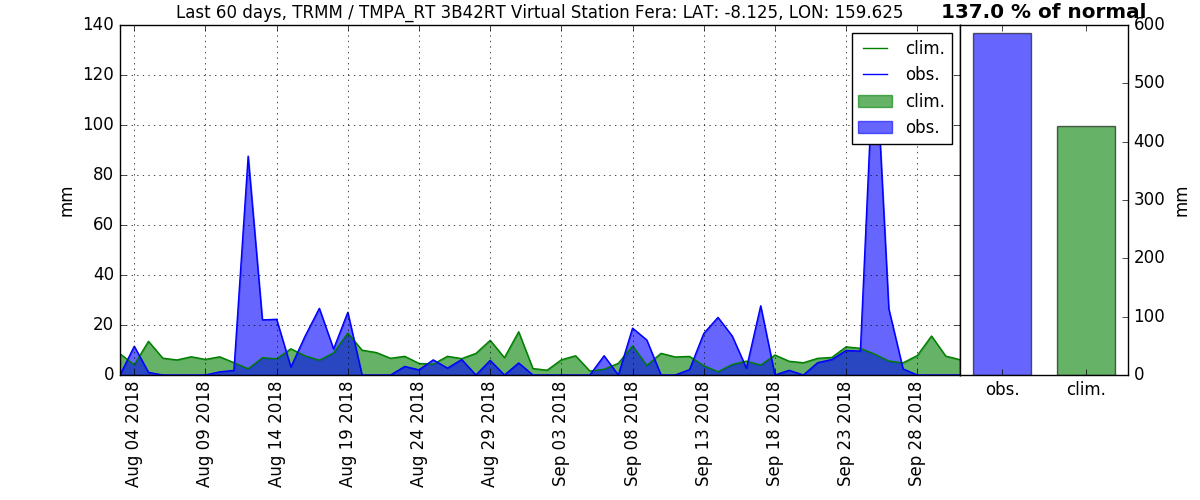 Last 60 days, TRMM / TMPA_RT 3B42RT Virtual Station Fera: LAT: -8.125, LON: 159.625
137.0 % of normal
140
120
100
80
60
40
20
0
mm
clim.
obs.
clim.
obs.
Aug 04 2018
Aug 09 2018
Aug 14 2018
Aug 19 2018
Aug 24 2018
Aug 29 2018
Sep 03 2018
Sep 08 2018
Sep 13 2018
Sep 18 2018
Sep 23 2018
Sep 28 2018
600
500
400
300
200
100
0
mm
obs.
clim.